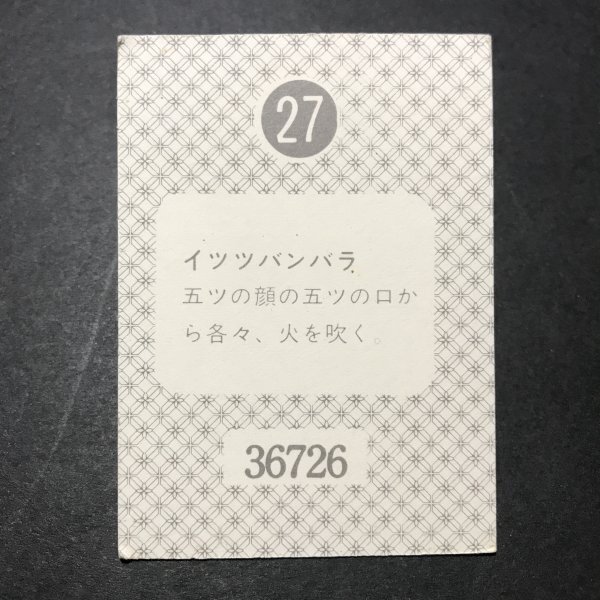 27
イツツバンバラ
五ツの顔の五ツの口か
ら各々、火を吹く。
36726